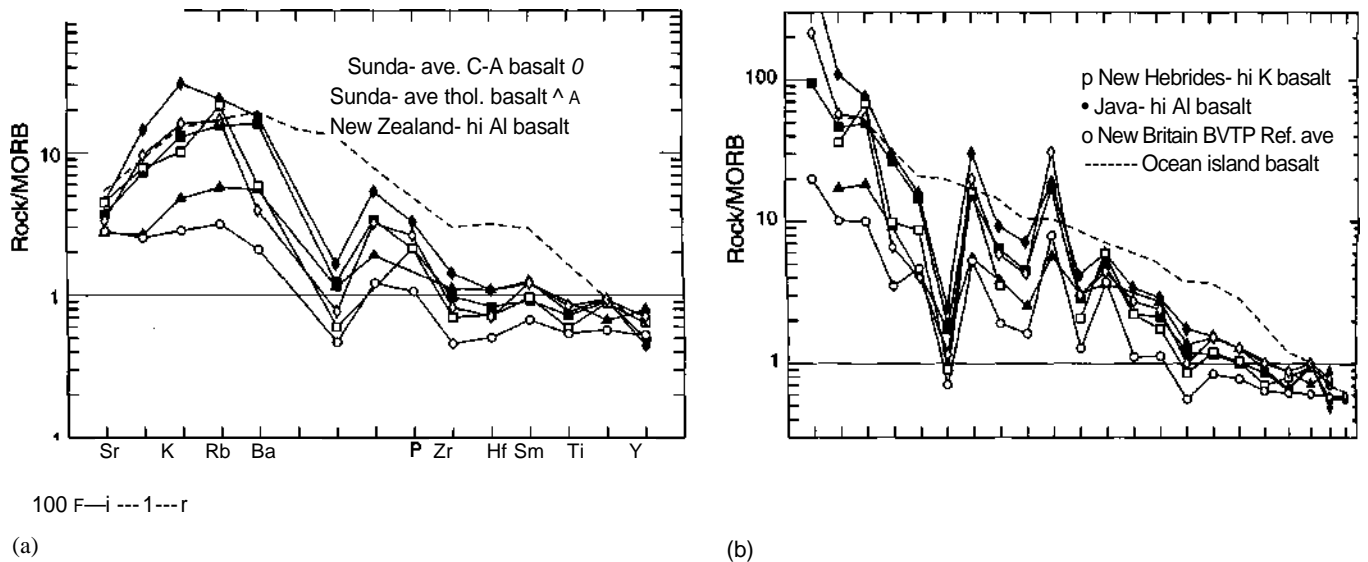 Rock/MORB
10
1
1
Sunda- ave. C-A basalt 0
Sunda- ave thol. basalt ^ A
New Zealand- hi Al basalt
Sr K Rb Ba P Zr Hf Sm Ti Y
100 F—i ---1---r
(a)
Rock/MORB
100
10
1
p New Hebrides- hi K basalt
• Java- hi Al basalt
o New Britain BVTP Ref. ave
----- Ocean island basalt
(b)